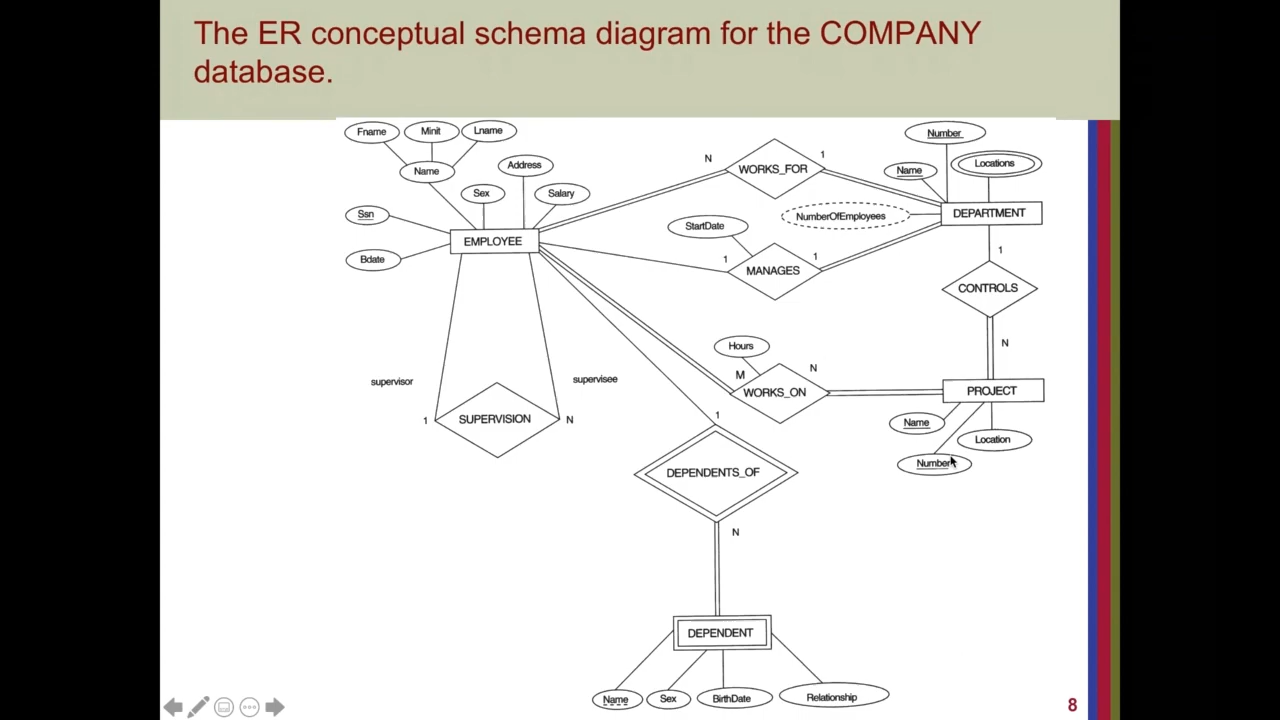 The ER conceptual schema diagram for the COMPANY
database.
Fname
Minit
Lname
Number
Name
Address
Sex
Salary
Ssn
Bdate
EMPLOYEE
N
WORKS_FOR
1
Name
Locations
NumberOfEmployees
DEPARTMENT
StartDate
1
MANAGES
1
1
CONTROLS
N
Hours
M
WORKS_ON
N
PROJECT
Name
Location
Number
supervisor
supervisee
1
SUPERVISION
N
1
DEPENDENTS_OF
N
DEPENDENT
Name
Sex
BirthDate
Relationship
8